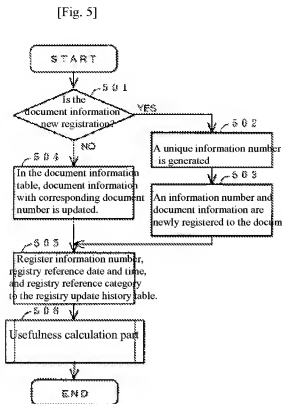 [Fig. 5]
START
501
Is the
document information
new registration?
YES
NO
502
A unique information number
is generated
503
An information number and
document information are
newly registered to the docum
504
In the document information
table, document information
with corresponding document
number is updated.
505
Register information number,
registry reference date and time,
and registry reference category
to the registry update history table.
506
Usefulness calculation part
END